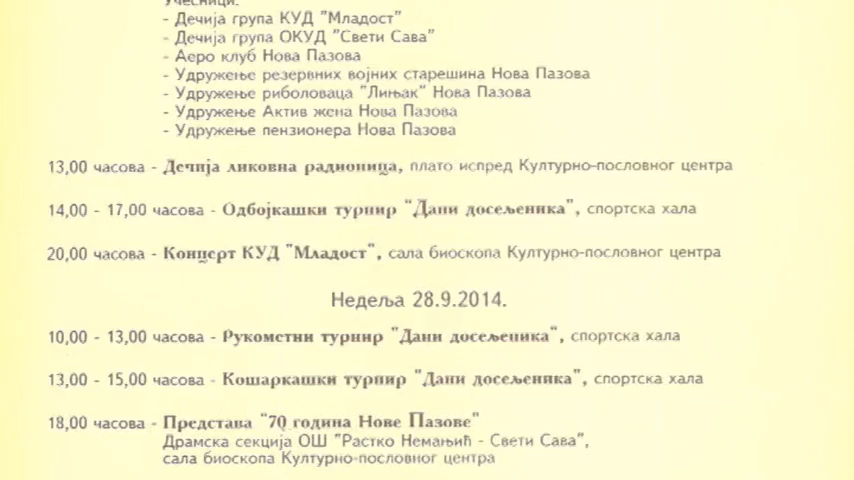 Учесници:
- Дечија група КУД "Младост"
- Дечија група ОКУД "Свети Сава"
- Аеро клуб Нова Пазова
- Удружење резервних војних старешина Нова Пазова
- Удружење риболоваца "Лињак" Нова Пазова
- Удружење Актив жена Нова Пазова
- Удружење пензионера Нова Пазова
13,00 часова - Дечија ликовна радионица, плато испред Културно-пословног центра
14,00 - 17,00 часова - Одбојкашки турнир "Дани досељеника", спортска хала
20,00 часова - Концерт КУД "Младост", сала биоскопа Културно-пословног центра
Недеља 28.9.2014.
10,00 - 13,00 часова - Рукометни турнир "Дани досељеника", спортска хала
13,00 - 15,00 часова - Кошаркашки турнир "Дани досељеника", спортска хала
18,00 часова - Представа "70 година Нове Пазове"
Драмска секција ОШ "Растко Немањић - Свети Сава",
сала биоскопа Културно-пословног центра